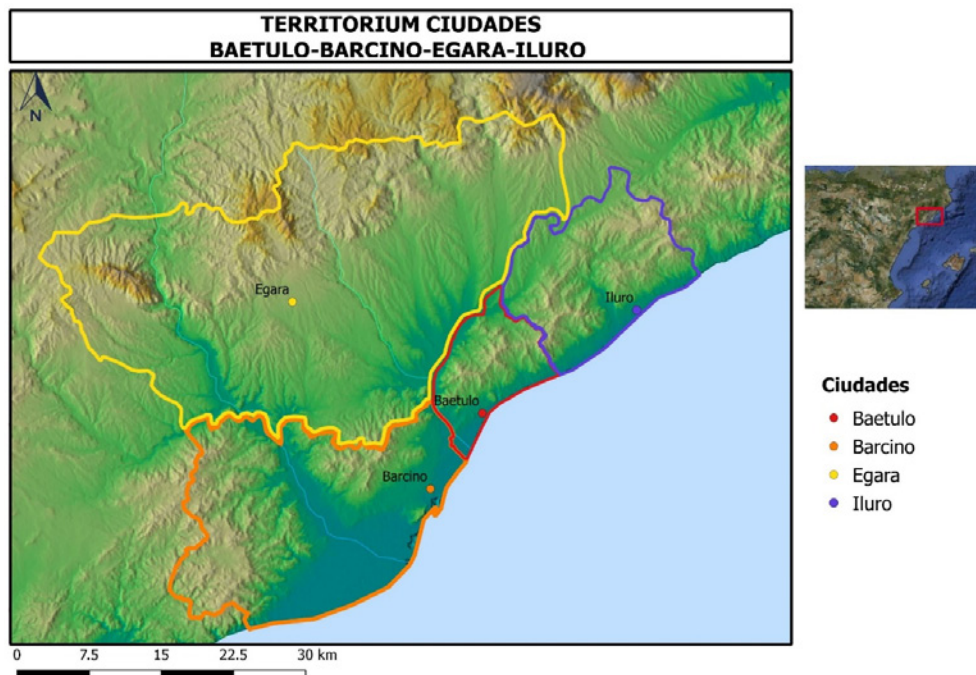 TERRITORIUM CIUDADES
BAETULO-BARCINO-EGARA-ILURO
N
Egara
Iluro
Baetulo
Barcino
Ciudades
Baetulo
Barcino
Egara
Iluro
0 7.5 15 22.5 30 km